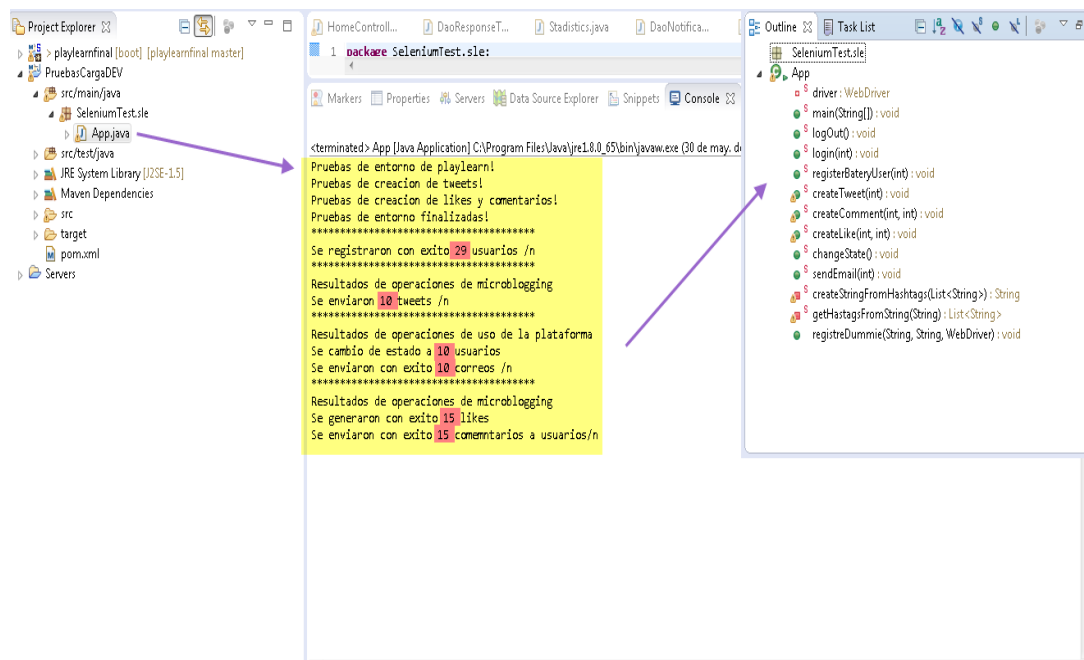 Project Explorer
> playlearnfinal [boot] [playlearnfinal master]
PruebasCargaDEV
src/main/java
SeleniumTest.sle
App.java
src/test/java
JRE System Library [J2SE-1.5]
Maven Dependencies
src
target
pom.xml
Servers
HomeControll...
DaoResponseT...
Stadistics.java
DaoNotifica...
1 package SeleniumTest.sle;
Markers Properties Servers Data Source Explorer Snippets Console
<terminated> App [Java Application] C:\Program Files\Java\jre1.8.0_65\bin\javaw.exe (30 de may. d
Pruebas de entorno de playlearn!
Pruebas de creacion de tweets!
Pruebas de creacion de likes y comentarios!
Pruebas de entorno finalizadas!
***************************************
Se registraron con exito 29 usuarios /n
***************************************
Resultados de operaciones de microblogging
Se enviaron 10 tweets /n
***************************************
Resultados de operaciones de uso de la plataforma
Se cambio de estado a 10 usuarios
Se enviaron con exito 10 correos /n
***************************************
Resultados de operaciones de microblogging
Se generaron con exito 15 likes
Se enviaron con exito 15 comemntarios a usuarios/n
Outline Task List
SeleniumTest.sle
App
driver : WebDriver
main(String[]) : void
logOut() : void
login(int) : void
registerBateryUser(int) : void
createTweet(int) : void
createComment(int, int) : void
createLike(int, int) : void
changeState() : void
sendEmail(int) : void
createStringFromHashtags(List<String>) : String
getHastagsFromString(String) : List<String>
registreDummie(String, String, WebDriver) : void